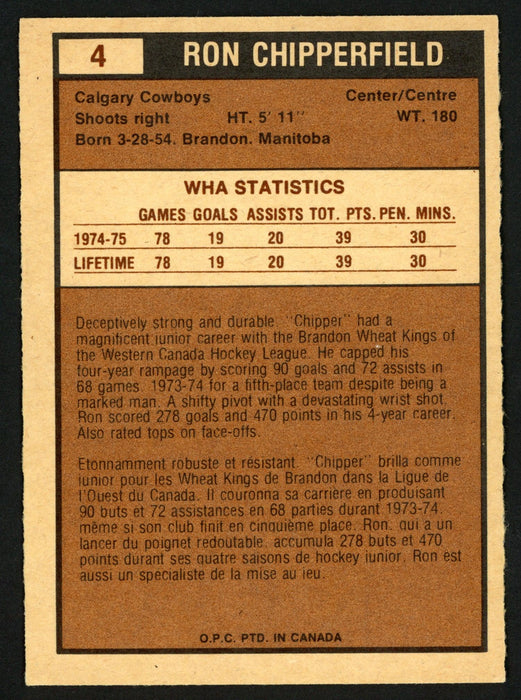 4 RON CHIPPERFIELD
Calgary Cowboys Center/Centre
Shoots right HT. 5' 11" WT. 180
Born 3-28-54. Brandon. Manitoba
WHA STATISTICS
GAMES GOALS ASSISTS TOT. PTS. PEN. MINS.
1974-75 78 19 20 39 30
LIFETIME 78 19 20 39 30
Deceptively strong and durable. "Chipper" had a
magnificent junior career with the Brandon Wheat Kings of
the Western Canada Hockey League. He capped his
four-year rampage by scoring 90 goals and 72 assists in
68 games. 1973-74 for a fifth-place team despite being a
marked man. A shifty pivot with a devastating wrist shot,
Ron scored 278 goals and 470 points in his 4-year career.
Also rated tops on face-offs.
Etonnamment robuste et résistant. "Chipper" brilla comme
junior pour les Wheat Kings de Brandon dans la Ligue de
l'Ouest du Canada. Il couronna sa carrière en produisant
90 buts et 72 assistances en 68 parties durant 1973-74,
même si son club finit en cinquième place. Ron, qui a un
lancer du poignet redoutable, accumula 278 buts et 470
points durant ses quatre saisons de hockey junior. Ron est
aussi un specialiste de la mise au jeu.
O.P.C. PTD. IN CANADA